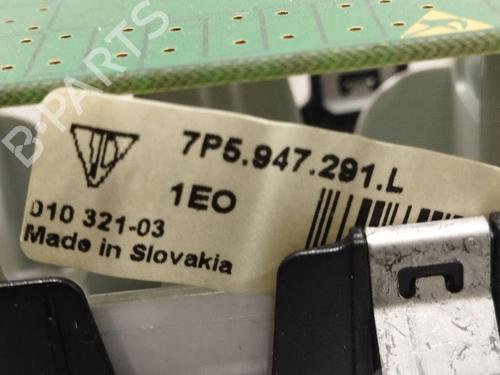 B-PARTS
7P5.947.291.L
1EO
010 321-03
Made in Slovakia